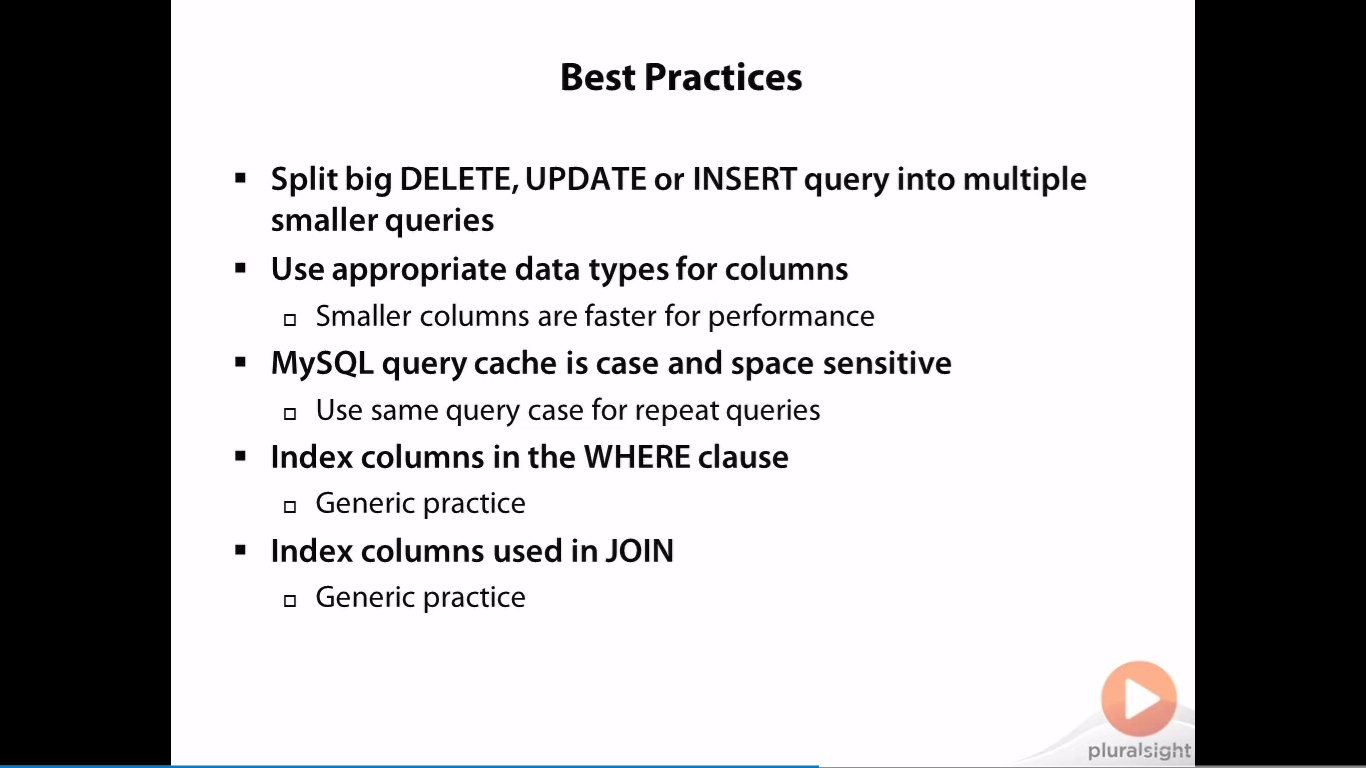 Best Practices
Split big DELETE, UPDATE or INSERT query into multiple
smaller queries
Use appropriate data types for columns
Smaller columns are faster for performance
MySQL query cache is case and space sensitive
Use same query case for repeat queries
Index columns in the WHERE clause
Generic practice
Index columns used in JOIN
Generic practice
pluralsight